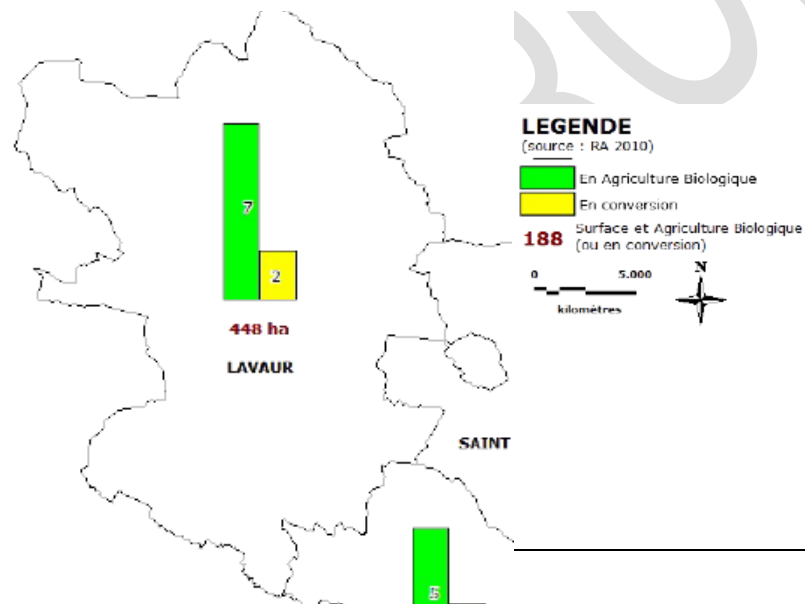 7
2
448 ha
LAVAUR
SAINT
5
LEGENDE
(source : RA 2010)
En Agriculture Biologique
En conversion
188 Surface et Agriculture Biologique
(ou en conversion)
0 5.000
kilomètres
N